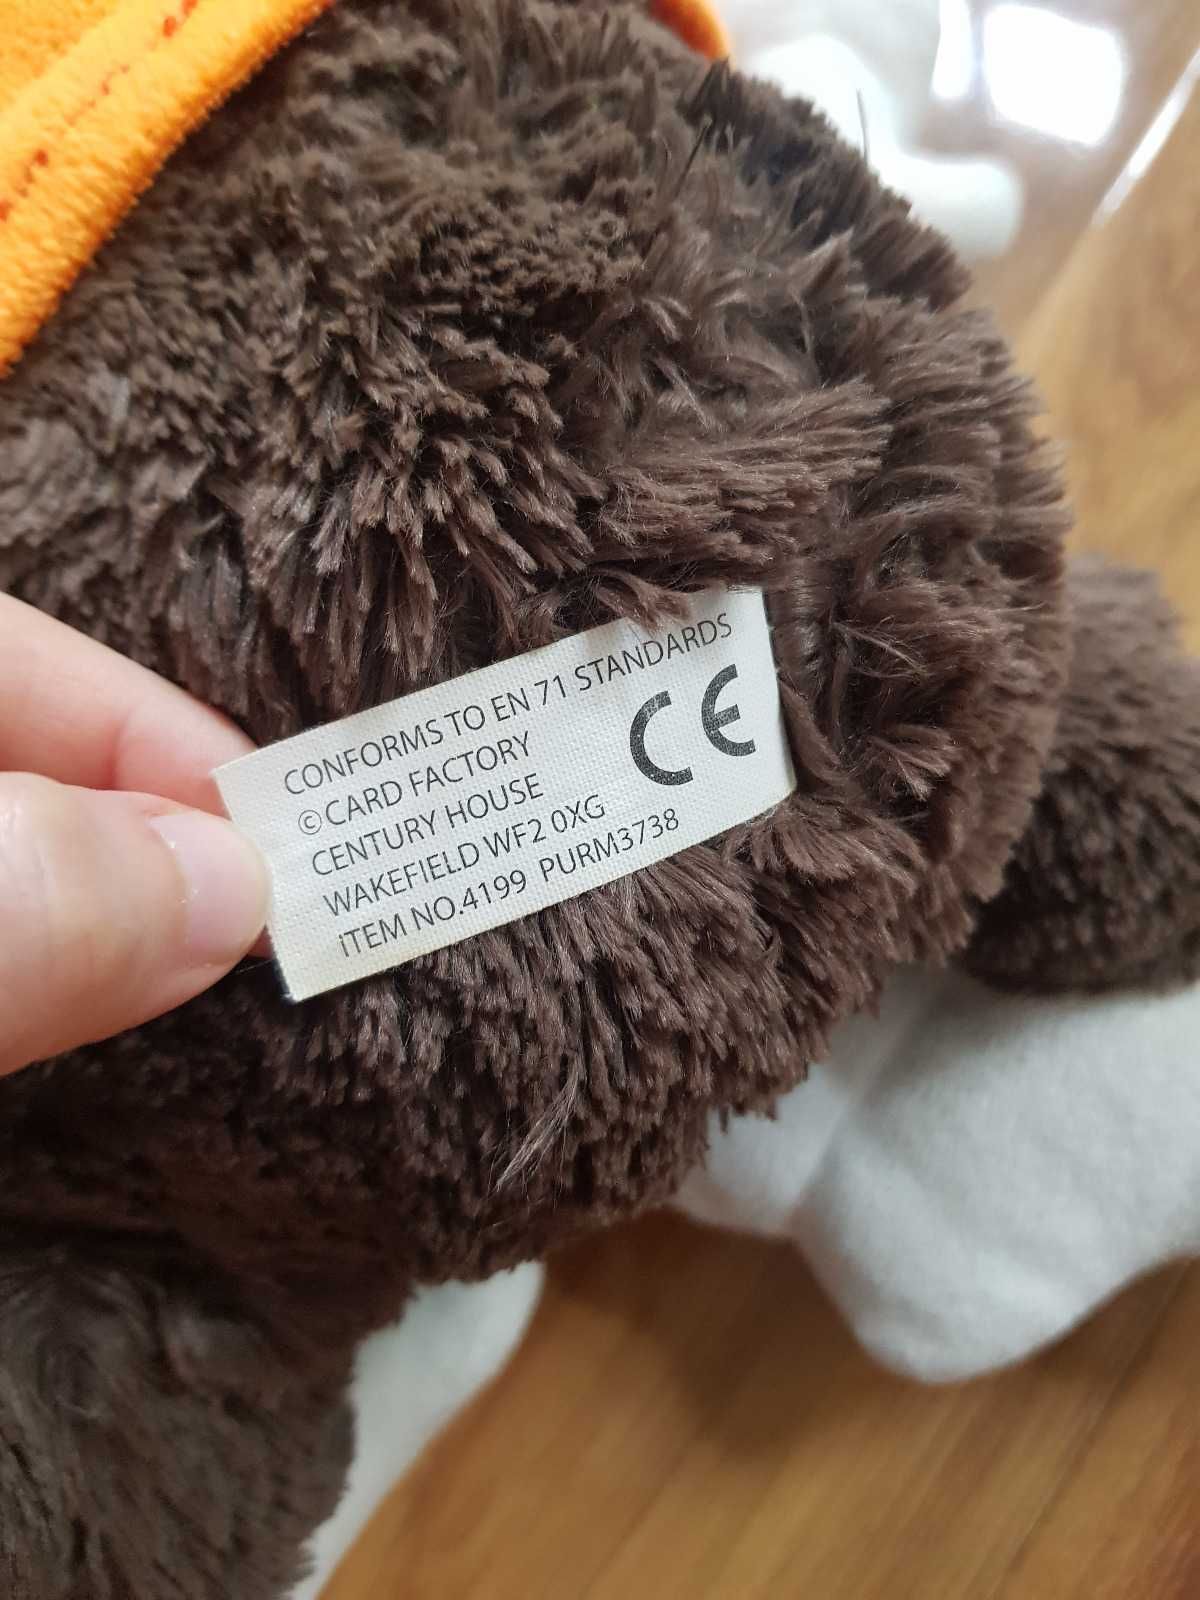 CONFORMS TO EN 71 STANDARDS
©CARD FACTORY
CENTURY HOUSE
WAKEFIELD WF2 0XG
iTEM NO.4199 PURM3738
CE